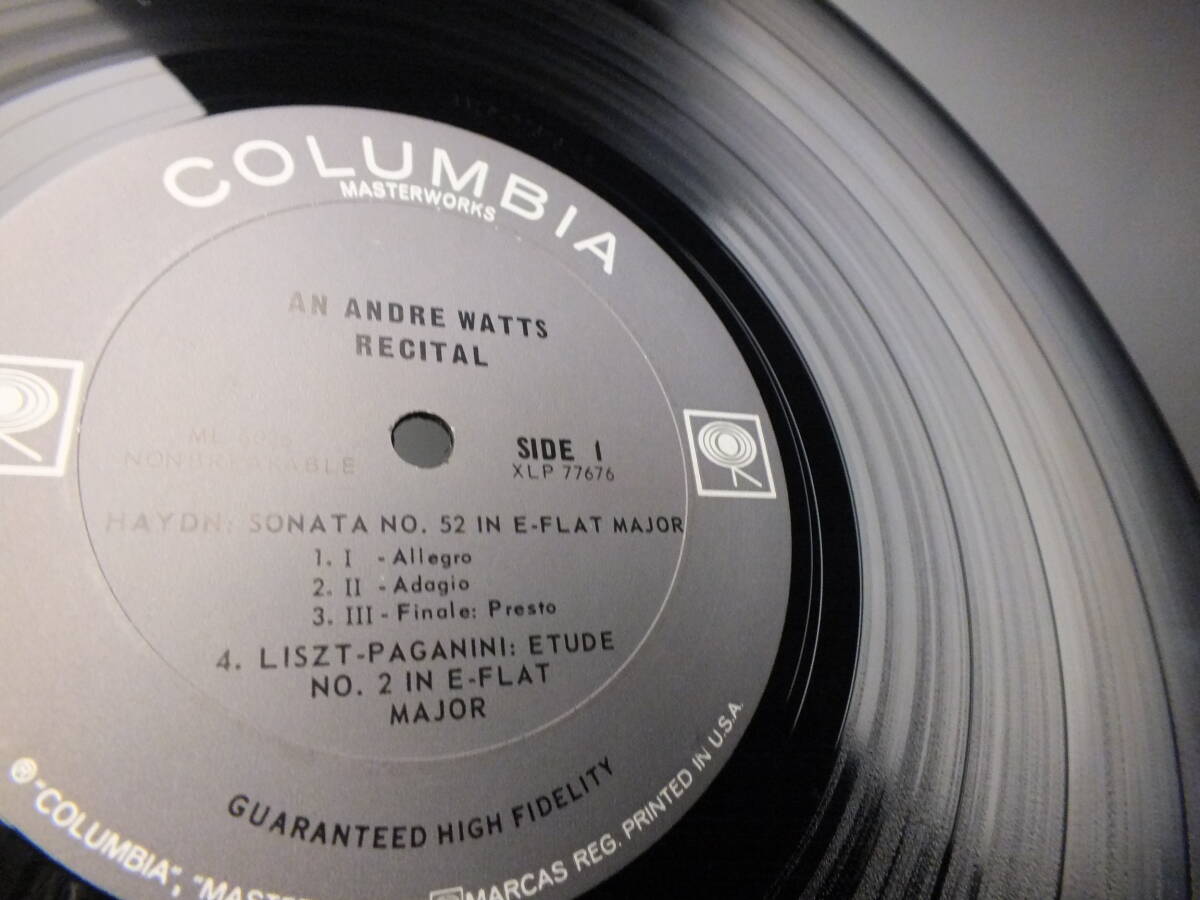 COLUMBIA
MASTERWORKS
AN ANDRE WATTS
RECITAL
ML
NONBREAKABLE
SIDE 1
XLP 77676
HAYDN: SONATA NO. 52 IN E-FLAT MAJOR
1. I - Allegro
2. II - Adagio
3. III - Finale: Presto
4. LISZT-PAGANINI: ETUDE
NO. 2 IN E-FLAT
MAJOR
GUARANTEED HIGH FIDELITY
® "COLUMBIA", "MASTER
MARCAS REG. PRINTED IN U.S.A.